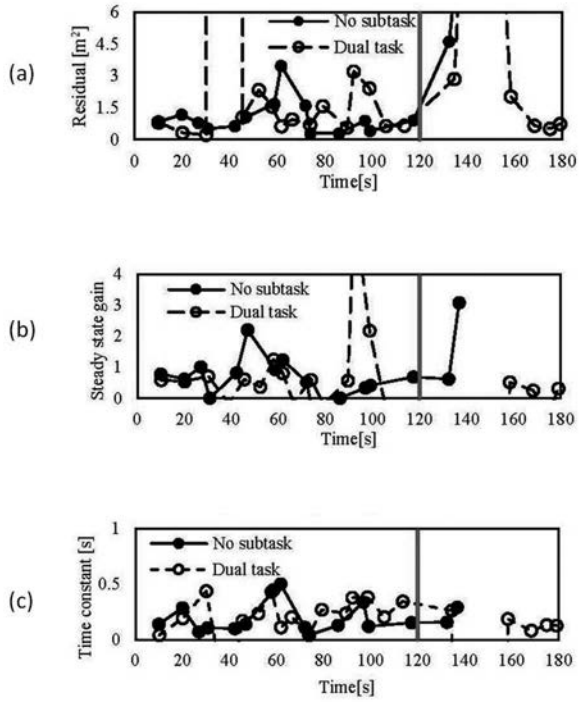 (a)
Residual [m²]
6
4.5
3
1.5
0
No subtask
Dual task
0 20 40 60 80 100 120 140 160 180
Time[s]
(b)
Steady state gain
4
3
2
1
0
No subtask
Dual task
0 20 40 60 80 100 120 140 160 180
Time[s]
(c)
Time constant [s]
1
0.5
0
No subtask
Dual task
0 20 40 60 80 100 120 140 160 180
Time[s]